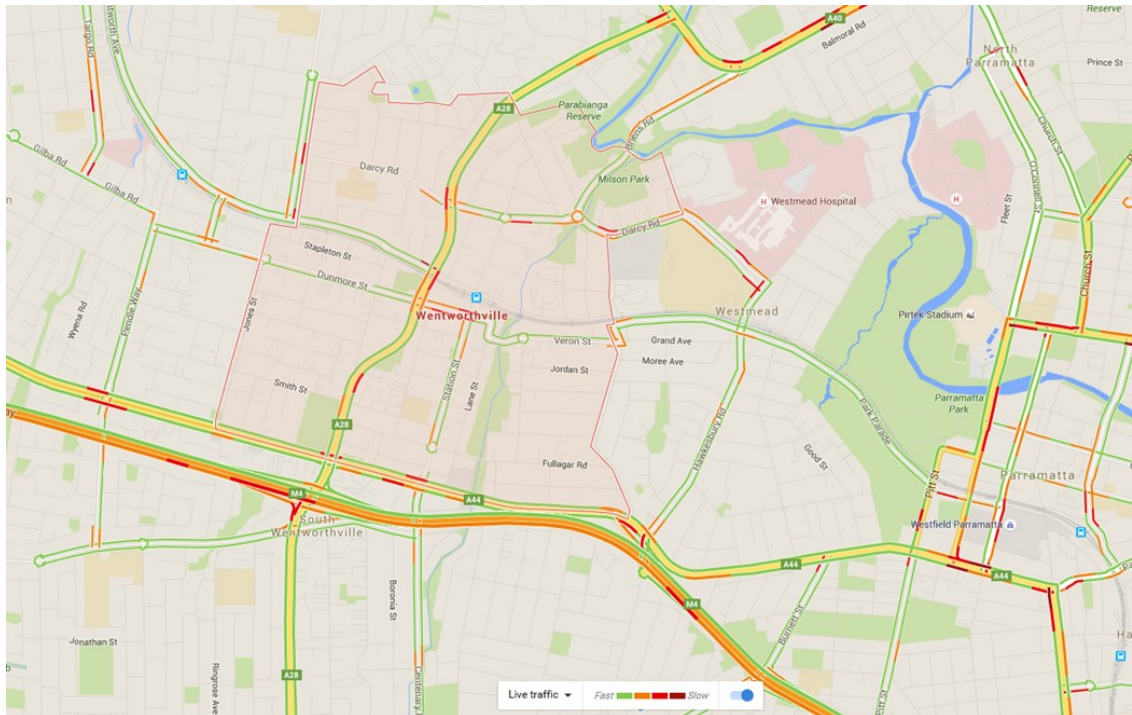 Targo Rd
ntworth Ave
A40
Balmoral Rd
Reserve
North
Parramatta
Prince St
A28
Parabianga
Reserve
Briens Rd
Church St
O'Connell St
Gilba Rd
Darcy Rd
Milson Park
Westmead Hospital
Fleet St
Gilba Rd
Darcy Rd
Stapleton St
Church St
Dunmore St
Wyena Rd
Pendle Way
Jones St
Wentworthville
Westmead
Pirtek Stadium
Veron St
Grand Ave
Moree Ave
Jordan St
Smith St
Station St
Lane St
Parramatta
Park
Park Parade
A28
Hawkesbury Rd
Good St
Fullagar Rd
Pitt St
Parramatta
M4
A44
South
Wentworthville
Westfield Parramatta
A44
A44
Boronia St
M4
Burnett St
Jonathan St
Ringrose Ave
A28
Centenary
Pitt St
Live traffic
Fast
Slow